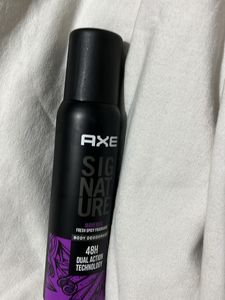 AXE
SIG
NAT
URE
FRESH SPICY FRAGRANCE
BODY DEODORANT
48H
DUAL ACTION
TECHNOLOGY